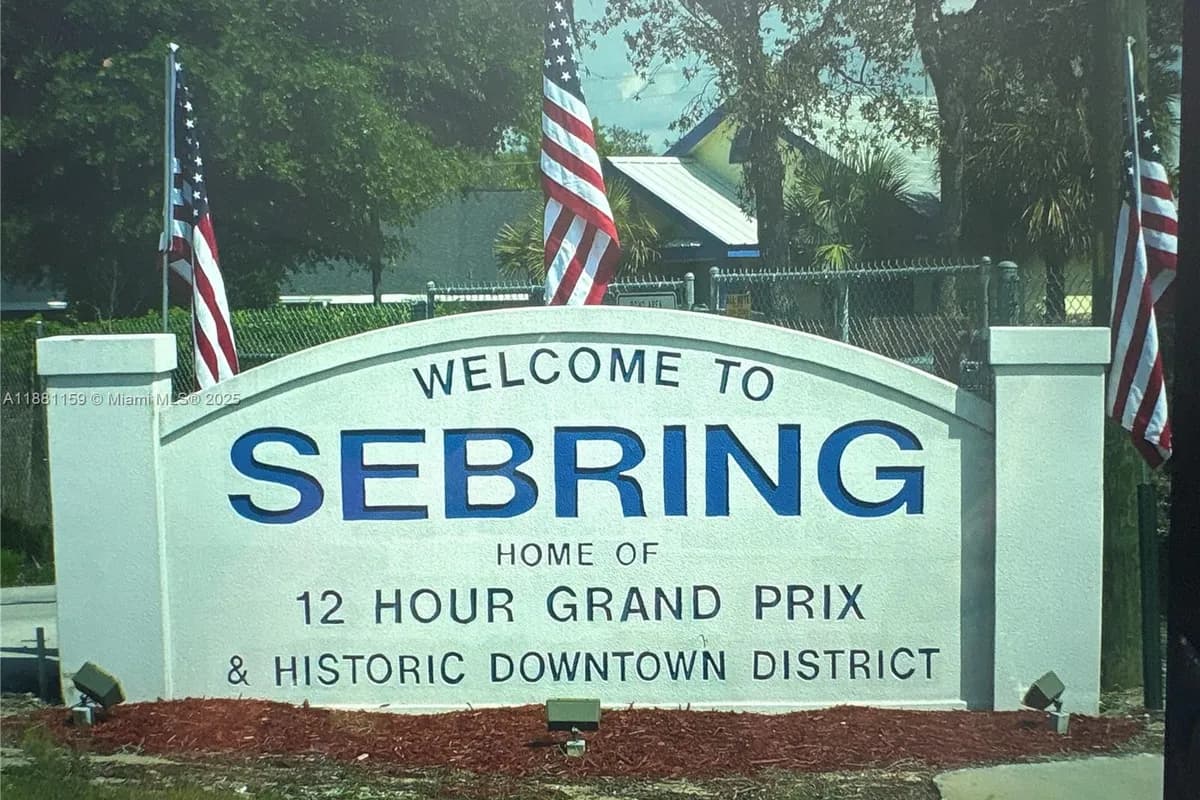 WELCOME TO
SEBRING
HOME OF
12 HOUR GRAND PRIX
& HISTORIC DOWNTOWN DISTRICT
A11881159 © Miami MLS® 2025